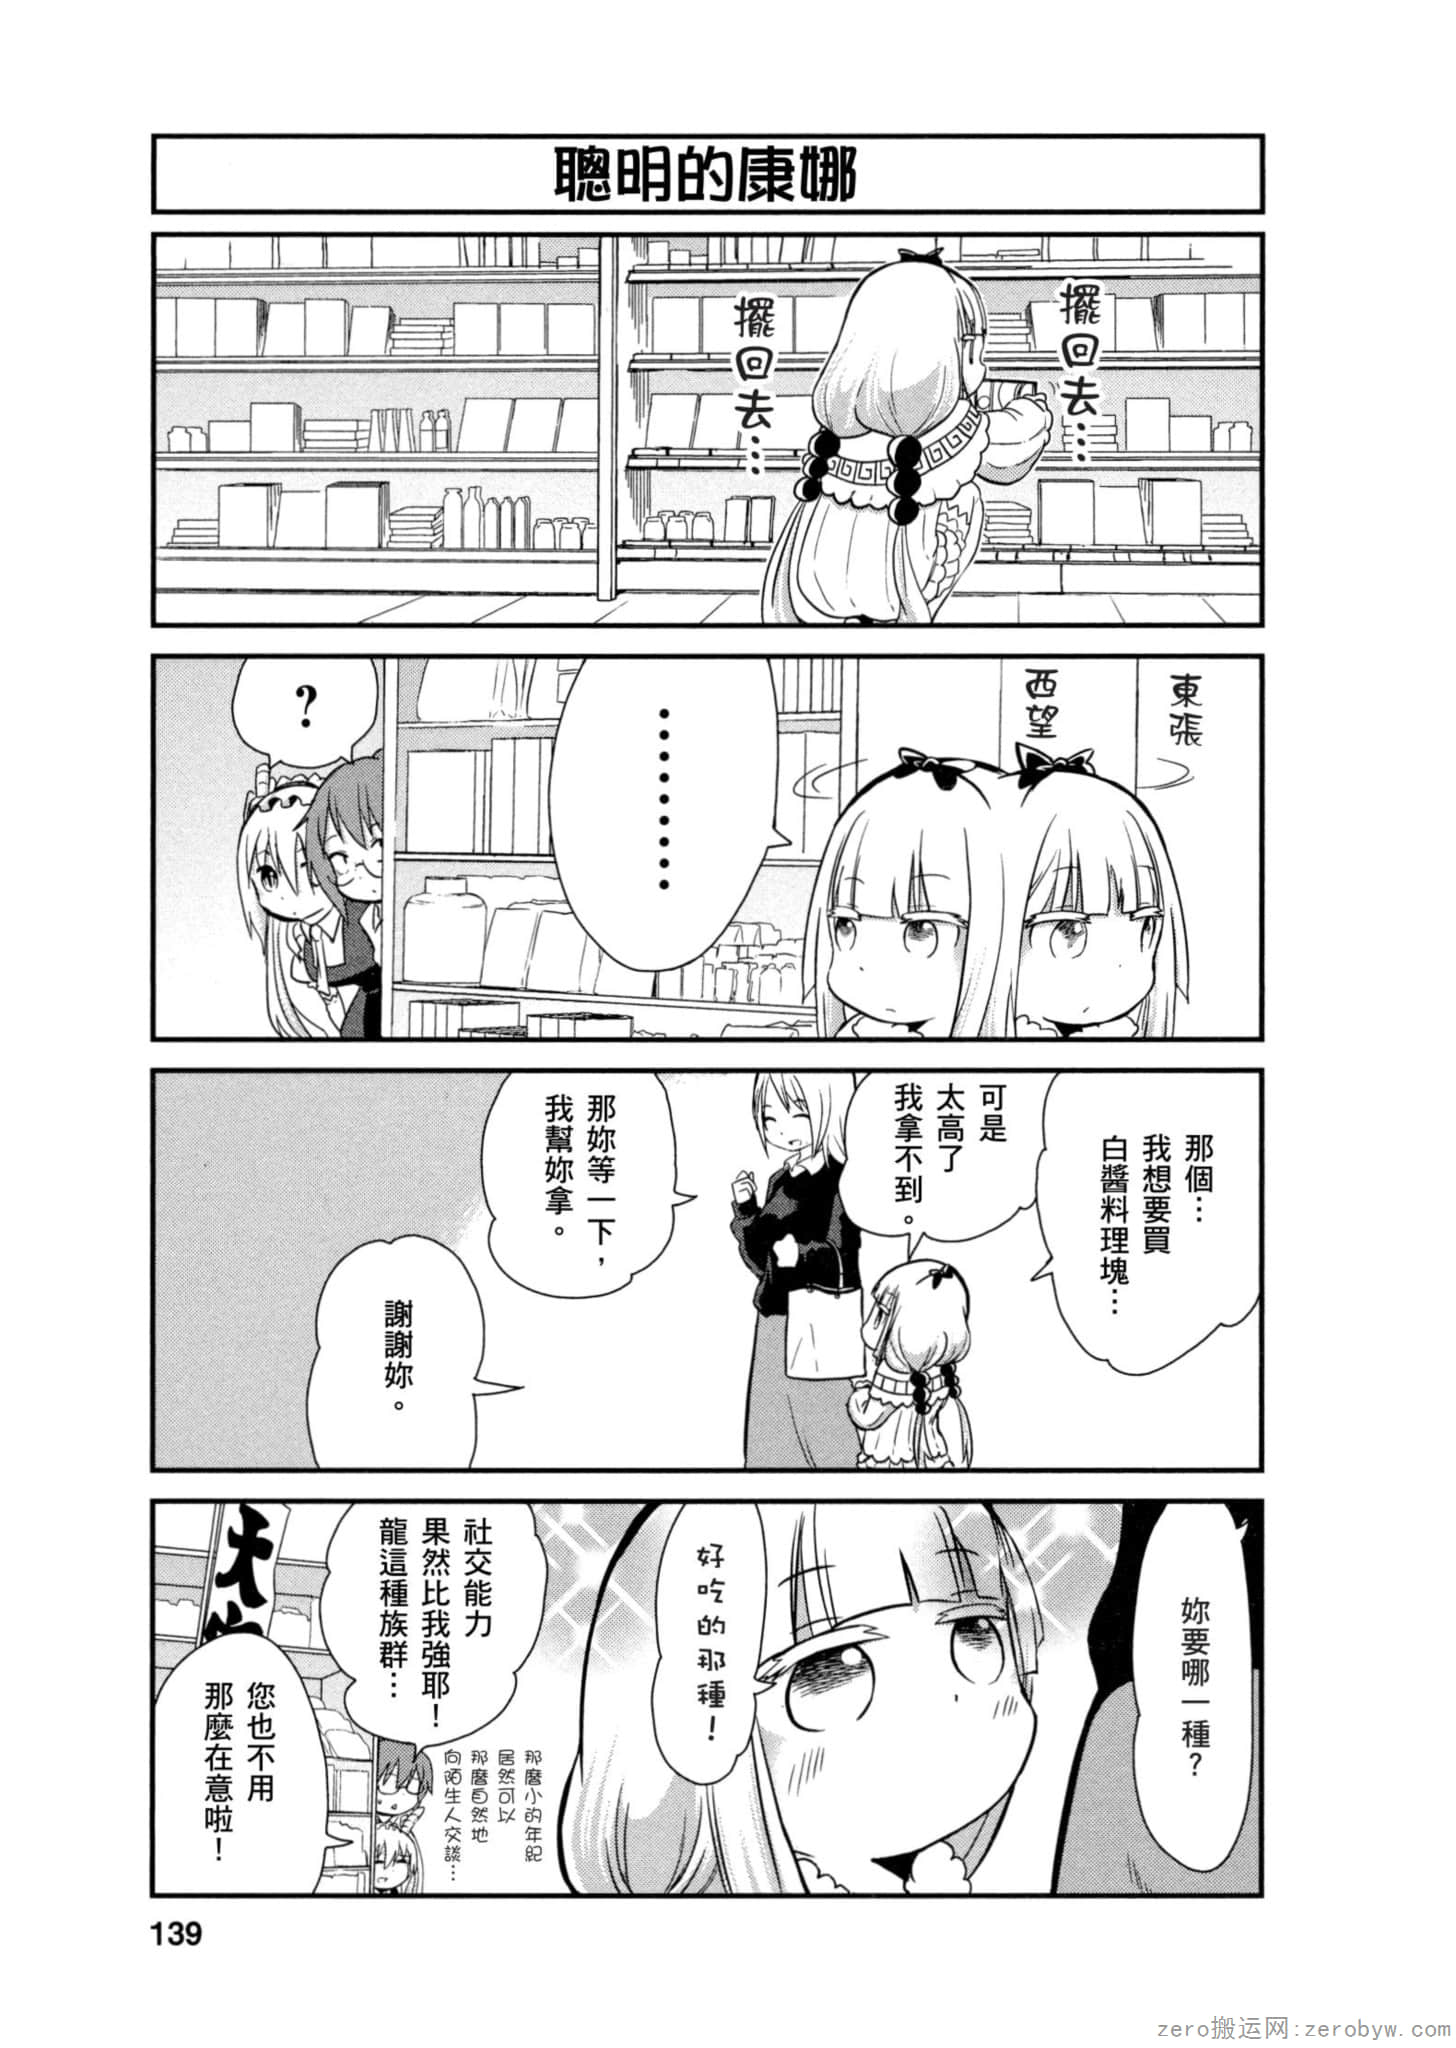 聰明的康娜
擺回去…
擺回去…
東張
西望
………
？
那個…
我想要買
白醬料理塊…
可是
太高了
我拿不到。
那妳等一下，
我幫妳拿。
謝謝妳。
妳要哪一種？
好吃的那種！
社交能力
果然比我強耶！
龍這種族群…
那麼小的年紀
居然可以
那麼自然地
向陌生人交談…
您也不用
那麼在意啦！
139
zero搬运网:zerobyw.com